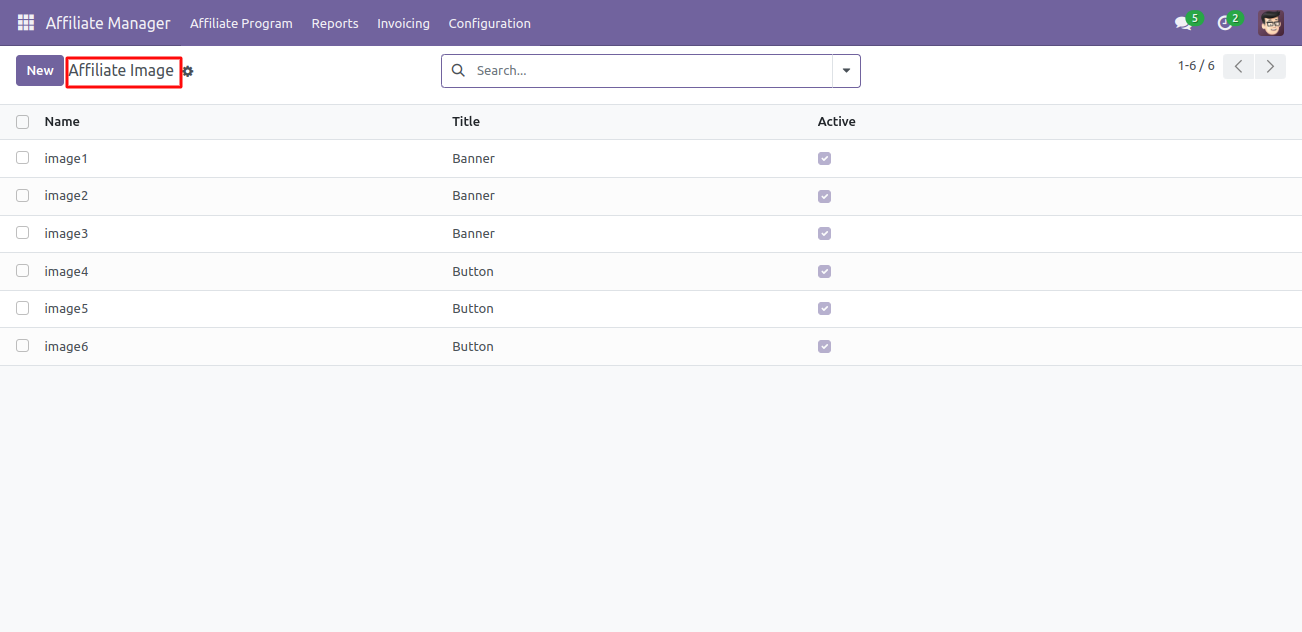 Affiliate Manager Affiliate Program Reports Invoicing Configuration 5 2
New Affiliate Image Search... 1-6 / 6
Name Title Active
image1 Banner
image2 Banner
image3 Banner
image4 Button
image5 Button
image6 Button